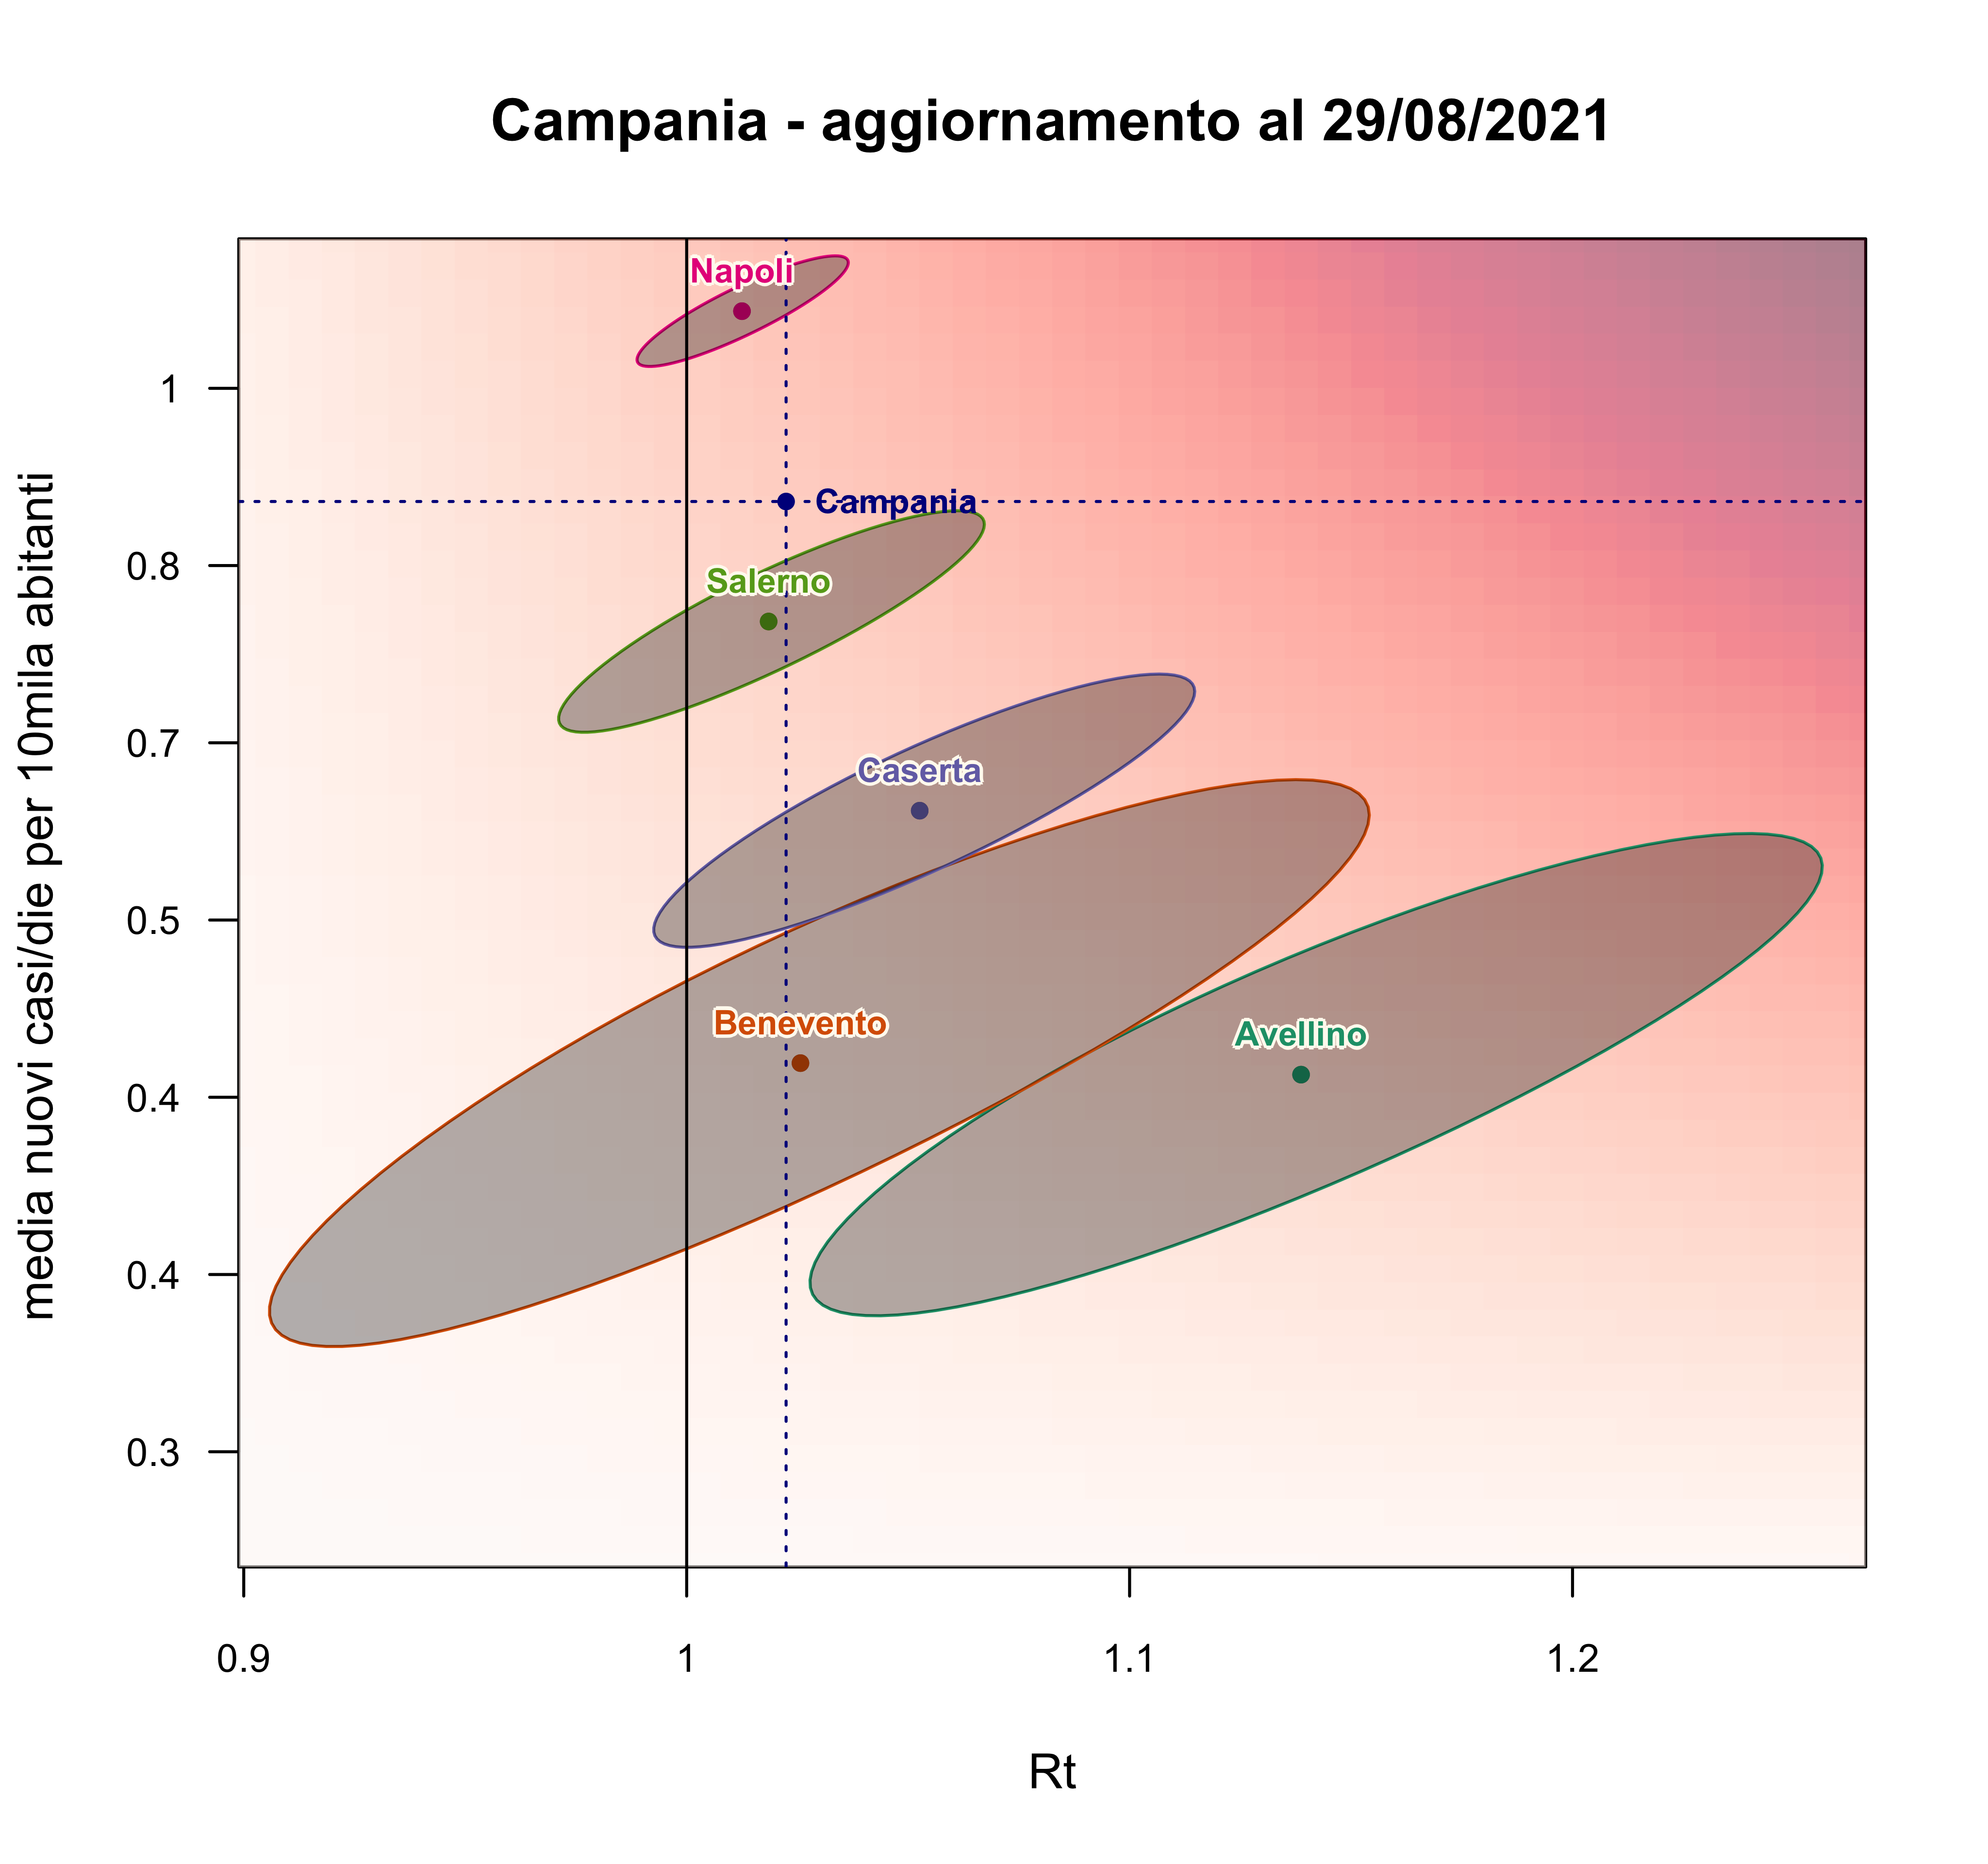 Campania - aggiornamento al 29/08/2021
media nuovi casi/die per 10mila abitanti
1
0.8
0.7
0.5
0.4
0.4
0.3
Napoli
Campania
Salerno
Caserta
Benevento
Avellino
0.9
1
1.1
1.2
Rt